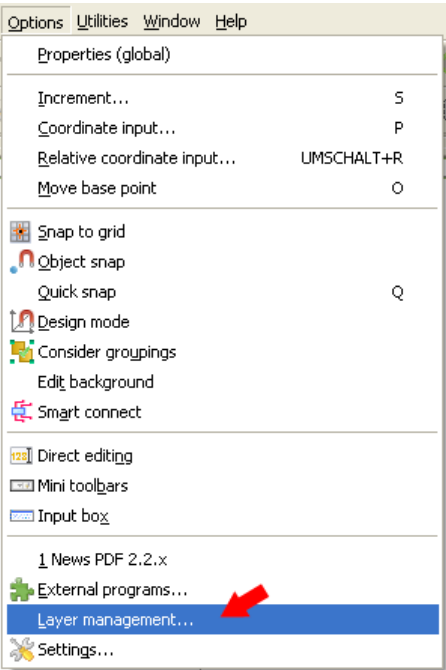 Options Utilities Window Help
Properties (global)
Increment... S
Coordinate input... P
Relative coordinate input... UMSCHALT+R
Move base point O
Snap to grid
Object snap
Quick snap Q
Design mode
Consider groupings
Edit background
Smart connect
123 Direct editing
Mini toolbars
Input box
1 News PDF 2.2.x
External programs...
Layer management...
Settings...